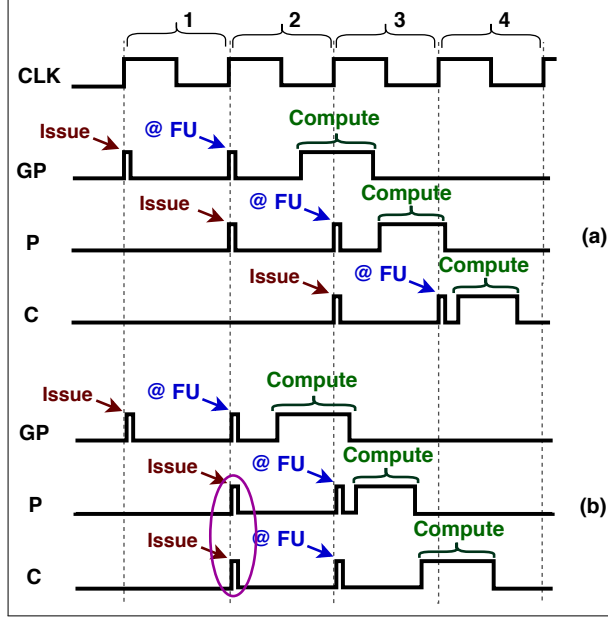 1 2 3 4
CLK
Issue @ FU Compute
GP
Issue @ FU Compute
P (a)
Issue @ FU Compute
C
Issue @ FU Compute
GP
Issue @ FU Compute
P (b)
Issue @ FU Compute
C